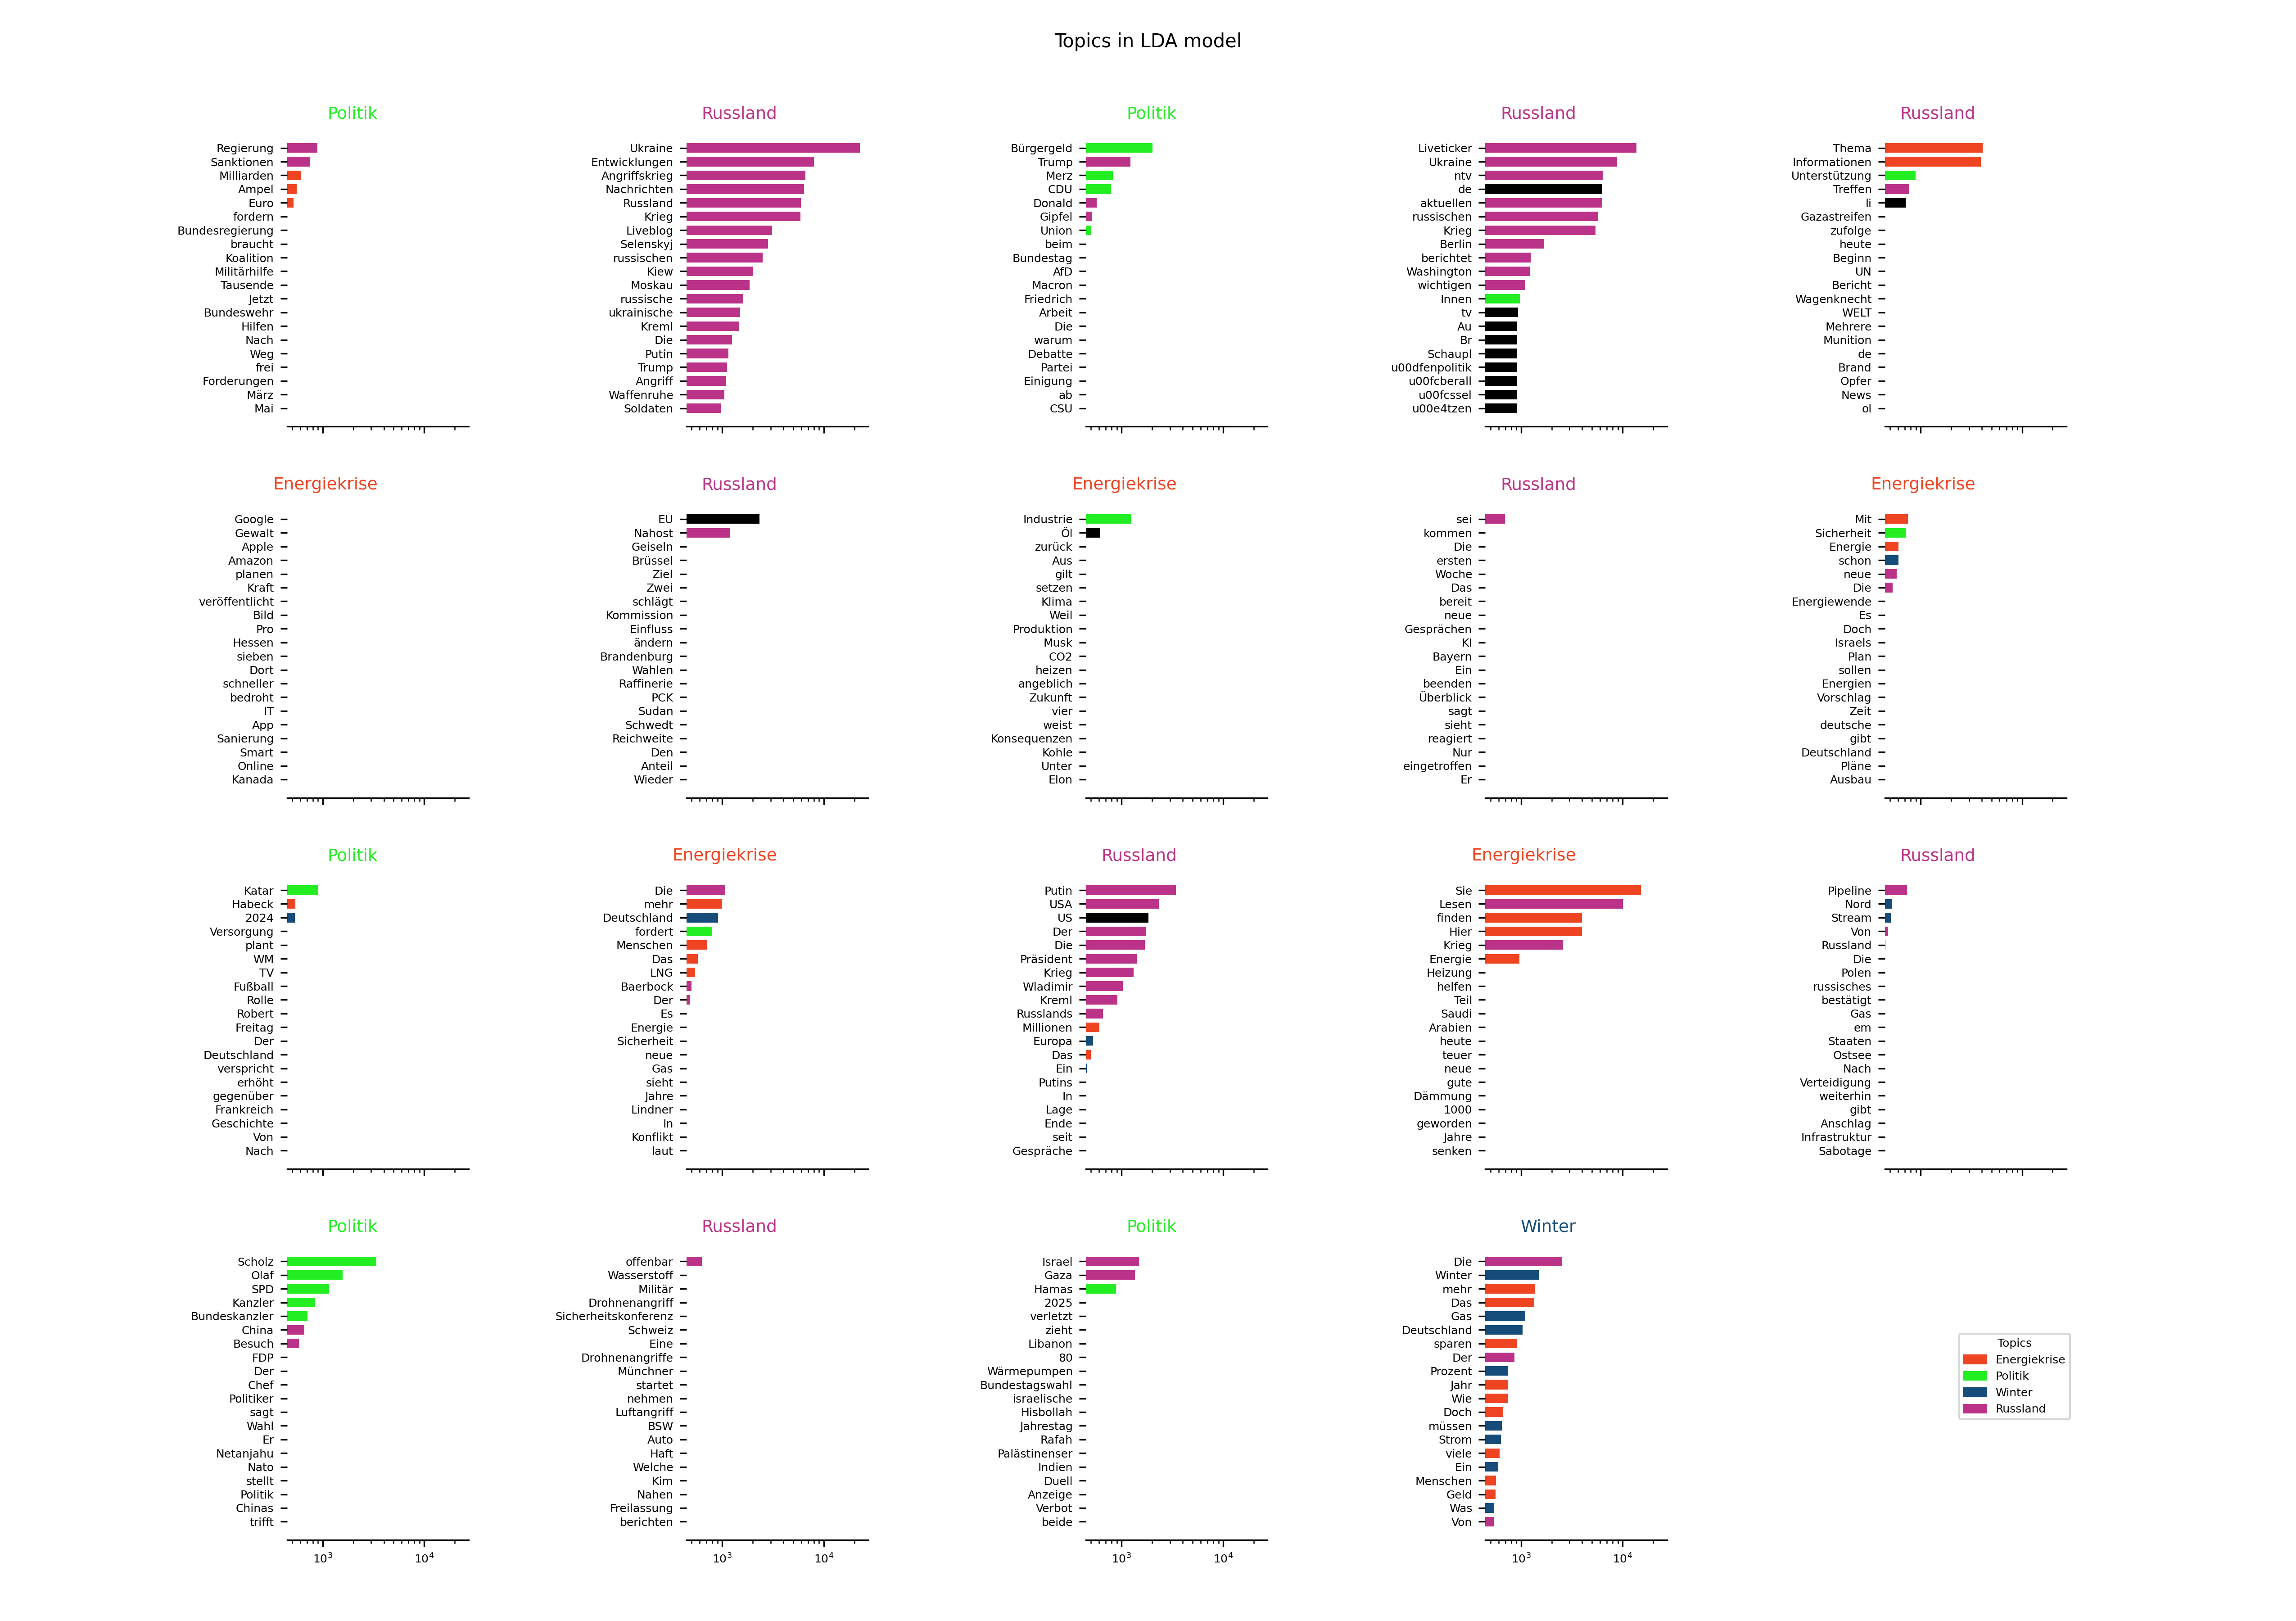 Topics in LDA model
Politik
Regierung
Sanktionen
Milliarden
Ampel
Euro
fordern
Bundesregierung
braucht
Koalition
Militärhilfe
Tausende
Jetzt
Bundeswehr
Hilfen
Nach
Weg
frei
Forderungen
März
Mai
Russland
Ukraine
Entwicklungen
Angriffskrieg
Nachrichten
Russland
Krieg
Liveblog
Selenskyj
russischen
Kiew
Moskau
russische
ukrainische
Kreml
Die
Putin
Trump
Angriff
Waffenruhe
Soldaten
Politik
Bürgergeld
Trump
Merz
CDU
Donald
Gipfel
Union
beim
Bundestag
AfD
Macron
Friedrich
Arbeit
Die
warum
Debatte
Partei
Einigung
ab
CSU
Russland
Liveticker
Ukraine
ntv
de
aktuellen
russischen
Krieg
Berlin
berichtet
Washington
wichtigen
Innen
tv
Au
Br
Schaupl
u00dfenpolitik
u00fcberall
u00fcssel
u00e4tzen
Russland
Thema
Informationen
Unterstützung
Treffen
li
Gazastreifen
zufolge
heute
Beginn
UN
Bericht
Wagenknecht
WELT
Mehrere
Munition
de
Brand
Opfer
News
ol
Energiekrise
Google
Gewalt
Apple
Amazon
planen
Kraft
veröffentlicht
Bild
Pro
Hessen
sieben
Dort
schneller
bedroht
IT
App
Sanierung
Smart
Online
Kanada
Russland
EU
Nahost
Geiseln
Brüssel
Ziel
Zwei
schlägt
Kommission
Einfluss
ändern
Brandenburg
Wahlen
Raffinerie
PCK
Sudan
Schwedt
Reichweite
Den
Anteil
Wieder
Energiekrise
Industrie
Öl
zurück
Aus
gilt
setzen
Klima
Weil
Produktion
Musk
CO2
heizen
angeblich
Zukunft
vier
weist
Konsequenzen
Kohle
Unter
Elon
Russland
sei
kommen
Die
ersten
Woche
Das
bereit
neue
Gesprächen
KI
Bayern
Ein
beenden
Überblick
sagt
sieht
reagiert
Nur
eingetroffen
Er
Energiekrise
Mit
Sicherheit
Energie
schon
neue
Die
Energiewende
Es
Doch
Israels
Plan
sollen
Energien
Vorschlag
Zeit
deutsche
gibt
Deutschland
Pläne
Ausbau
Politik
Katar
Habeck
2024
Versorgung
plant
WM
TV
Fußball
Rolle
Robert
Freitag
Der
Deutschland
verspricht
erhöht
gegenüber
Frankreich
Geschichte
Von
Nach
Energiekrise
Die
mehr
Deutschland
fordert
Menschen
Das
LNG
Baerbock
Der
Es
Energie
Sicherheit
neue
Gas
sieht
Jahre
Lindner
In
Konflikt
laut
Russland
Putin
USA
US
Der
Die
Präsident
Krieg
Wladimir
Kreml
Russlands
Millionen
Europa
Das
Ein
Putins
In
Lage
Ende
seit
Gespräche
Energiekrise
Sie
Lesen
finden
Hier
Krieg
Energie
Heizung
helfen
Teil
Saudi
Arabien
heute
teuer
neue
gute
Dämmung
1000
geworden
Jahre
senken
Russland
Pipeline
Nord
Stream
Von
Russland
Die
Polen
russisches
bestätigt
Gas
em
Staaten
Ostsee
Nach
Verteidigung
weiterhin
gibt
Anschlag
Infrastruktur
Sabotage
Politik
Scholz
Olaf
SPD
Kanzler
Bundeskanzler
China
Besuch
FDP
Der
Chef
Politiker
sagt
Wahl
Er
Netanjahu
Nato
stellt
Politik
Chinas
trifft
10³ 10⁴
Russland
offenbar
Wasserstoff
Militär
Drohnenangriff
Sicherheitskonferenz
Schweiz
Eine
Drohnenangriffe
Münchner
startet
nehmen
Luftangriff
BSW
Auto
Haft
Welche
Kim
Nahen
Freilassung
berichten
10³ 10⁴
Politik
Israel
Gaza
Hamas
2025
verletzt
zieht
Libanon
80
Wärmepumpen
Bundestagswahl
israelische
Hisbollah
Jahrestag
Rafah
Palästinenser
Indien
Duell
Anzeige
Verbot
beide
10³ 10⁴
Winter
Die
Winter
mehr
Das
Gas
Deutschland
sparen
Der
Prozent
Jahr
Wie
Doch
müssen
Strom
viele
Ein
Menschen
Geld
Was
Von
10³ 10⁴
Topics
Energiekrise
Politik
Winter
Russland